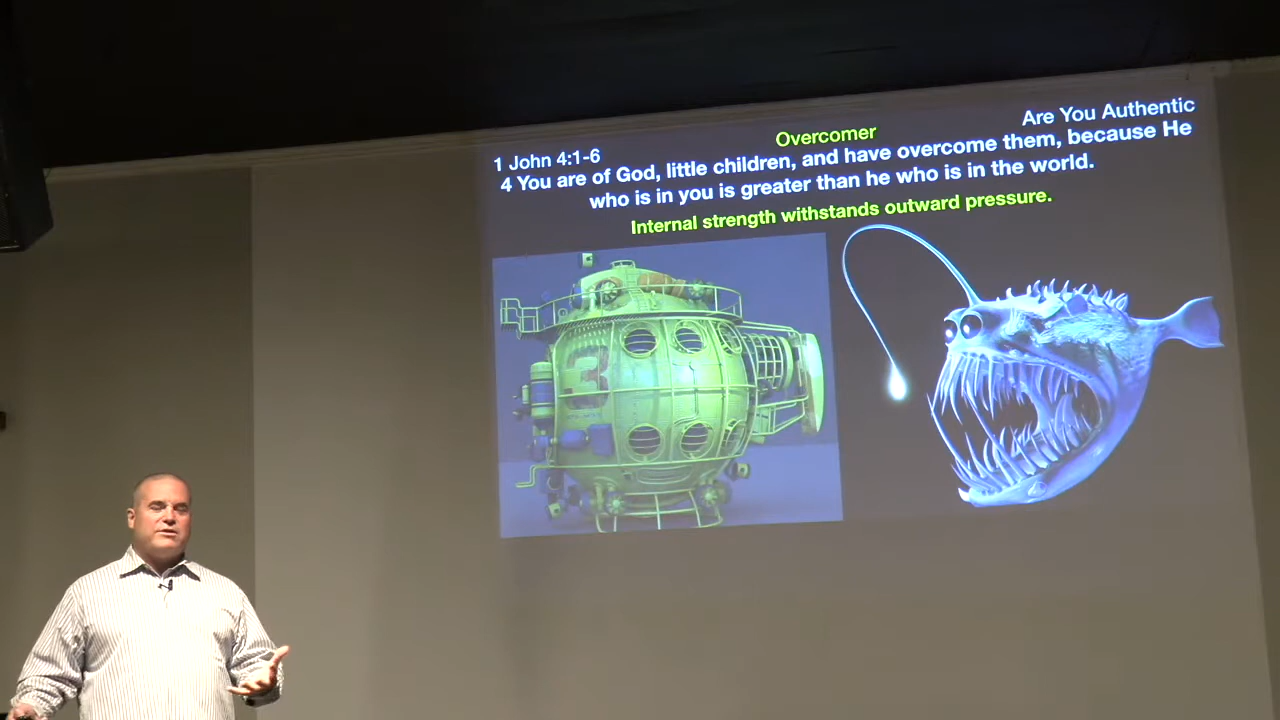 Are You Authentic
Overcomer
1 John 4:1-6
4 You are of God, little children, and have overcome them, because He
who is in you is greater than he who is in the world.
Internal strength withstands outward pressure.
3